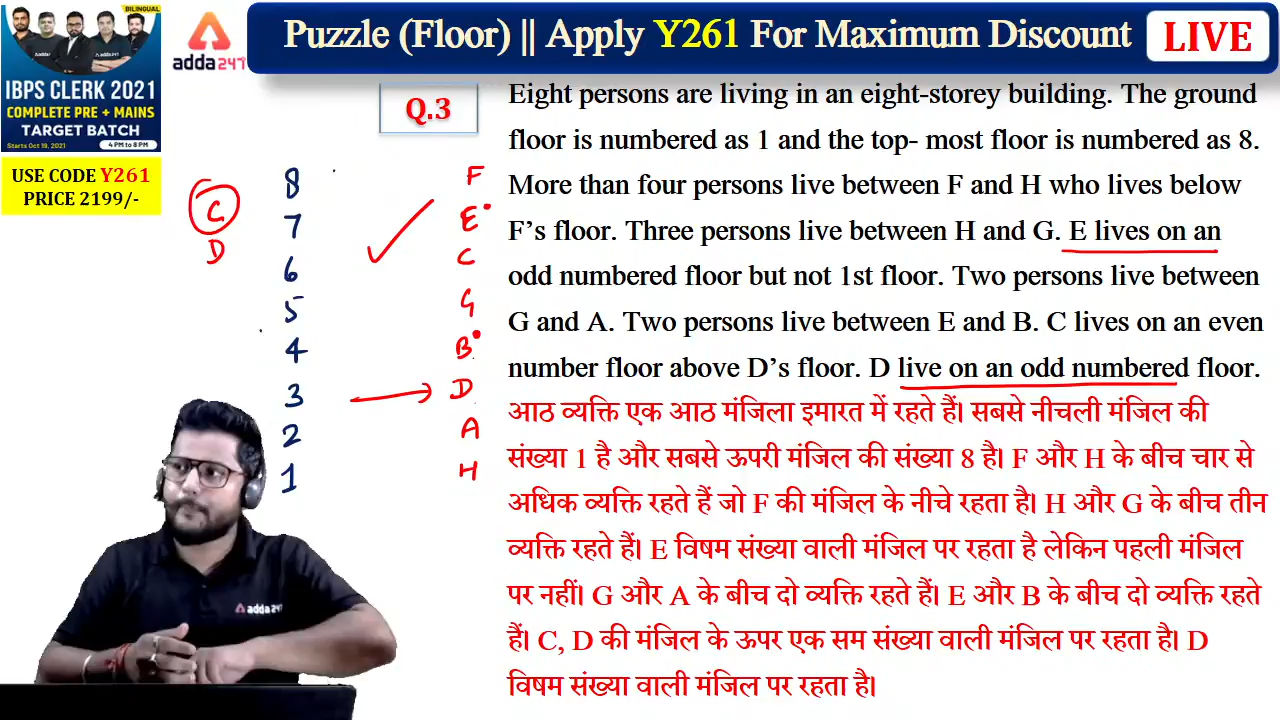 BILINGUAL
IBPS CLERK 2021
COMPLETE PRE + MAINS
TARGET BATCH
Starts Oct 19, 2021
4 PM to 8 PM
adda247
USE CODE Y261
PRICE 2199/-
Puzzle (Floor) || Apply Y261 For Maximum Discount
LIVE
Q.3
Eight persons are living in an eight-storey building. The ground
floor is numbered as 1 and the top- most floor is numbered as 8.
More than four persons live between F and H who lives below
F's floor. Three persons live between H and G. E lives on an
odd numbered floor but not 1st floor. Two persons live between
G and A. Two persons live between E and B. C lives on an even
number floor above D's floor. D live on an odd numbered floor.
आठ व्यक्ति एक आठ मंजिला इमारत में रहते हैं। सबसे नीचली मंजिल की
संख्या 1 है और सबसे ऊपरी मंजिल की संख्या 8 है। F और H के बीच चार से
अधिक व्यक्ति रहते हैं जो F की मंजिल के नीचे रहता है। H और G के बीच तीन
व्यक्ति रहते हैं। E विषम संख्या वाली मंजिल पर रहता है लेकिन पहली मंजिल
पर नहीं। G और A के बीच दो व्यक्ति रहते हैं। E और B के बीच दो व्यक्ति रहते
हैं। C, D की मंजिल के ऊपर एक सम संख्या वाली मंजिल पर रहता है। D
विषम संख्या वाली मंजिल पर रहता है।
C
D
8 F
7 E
6 C
5 G
4 B
3 D
2 A
1 H
adda247